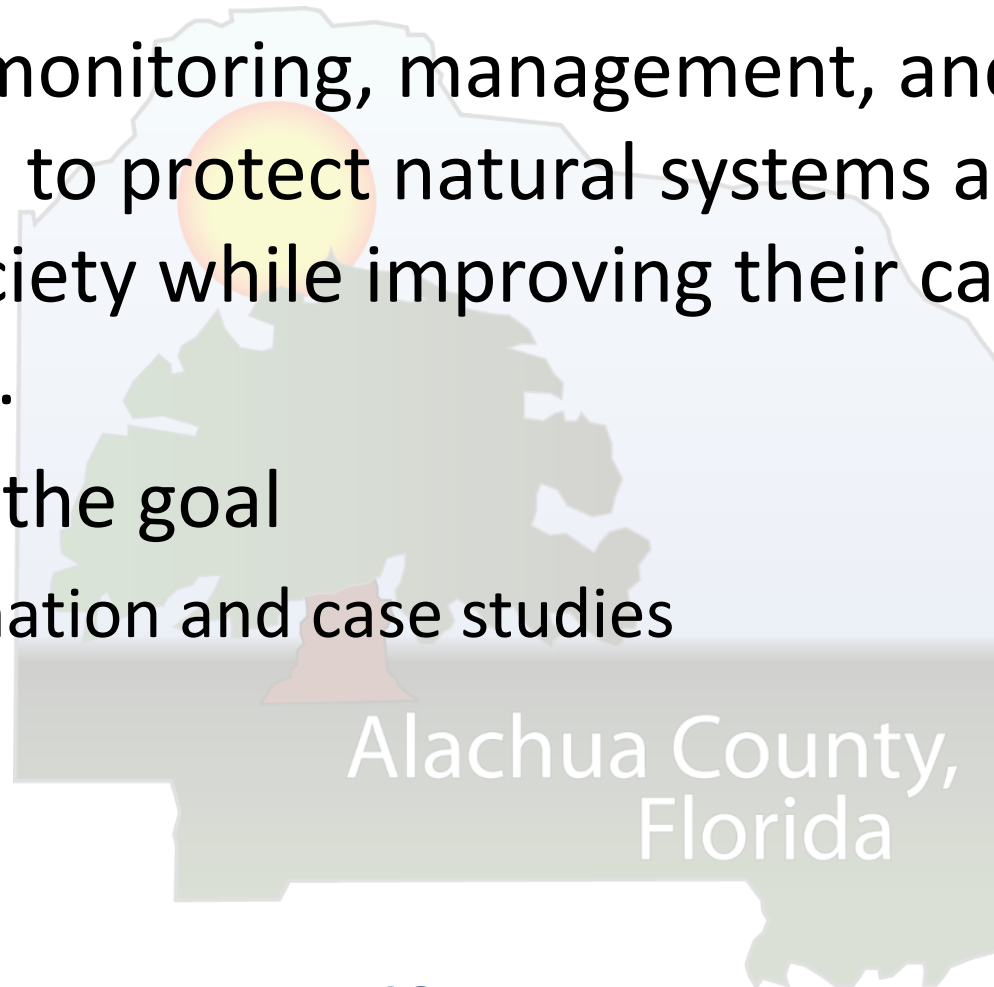 monitoring, management, and
to protect natural systems a
ciety while improving their ca
.
the goal
ation and case studies
Alachua County,
Florida